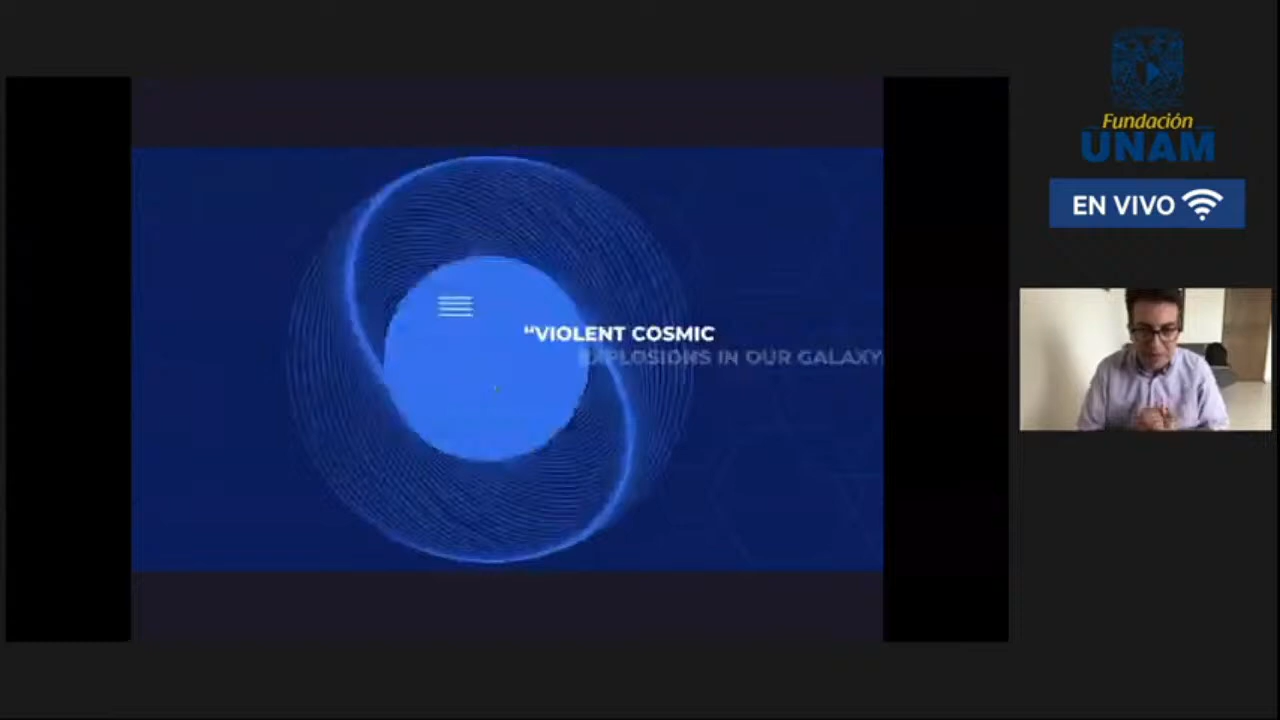 “VIOLENT COSMIC
EXPLOSIONS IN OUR GALAXY
Fundación
UNAM
EN VIVO